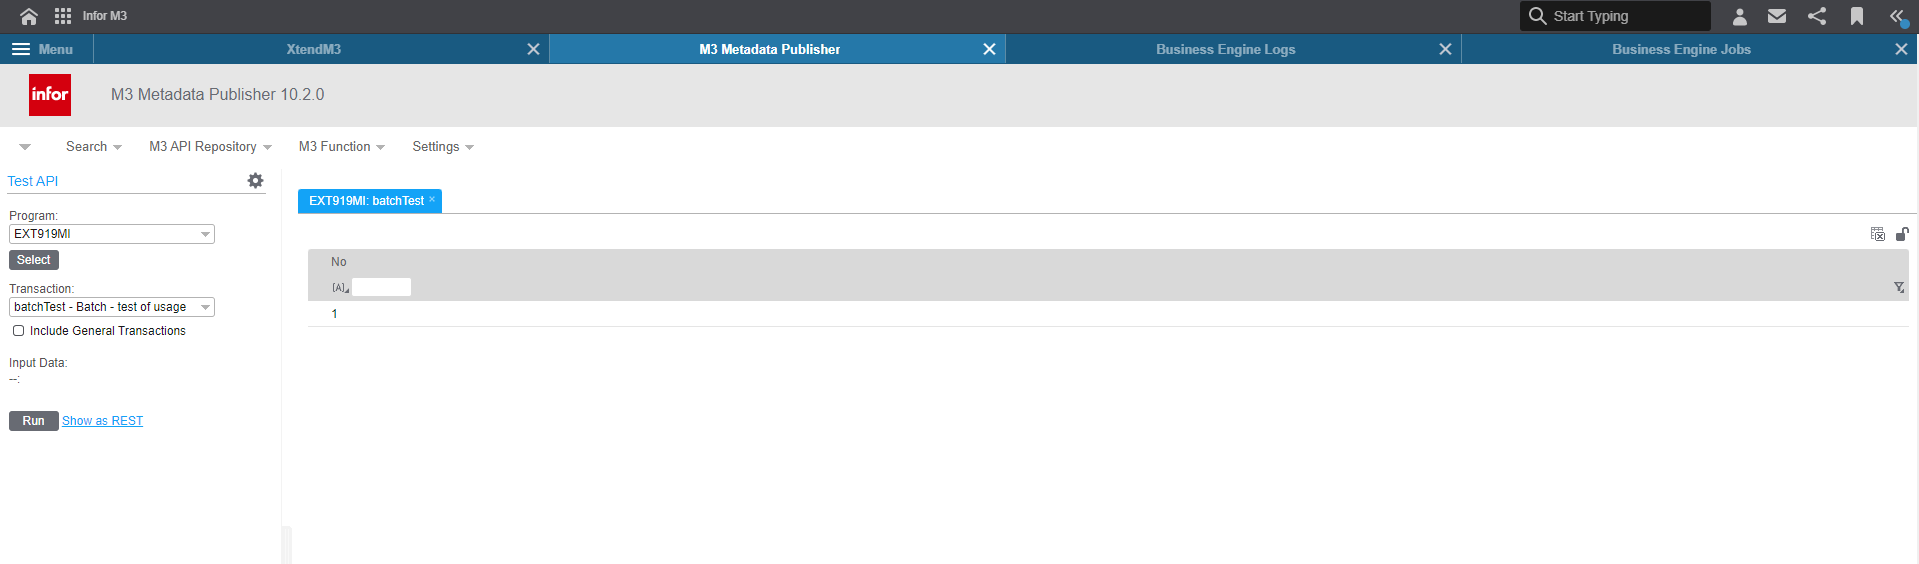 Infor M3
Start Typing
Menu
XtendM3
M3 Metadata Publisher
Business Engine Logs
Business Engine Jobs
infor
M3 Metadata Publisher 10.2.0
Search
M3 API Repository
M3 Function
Settings
Test API
EXT919MI: batchTest
Program:
EXT919MI
Select
Transaction:
batchTest - Batch - test of usage
Include General Transactions
Input Data:
--:
Run Show as REST
No
[A]
1